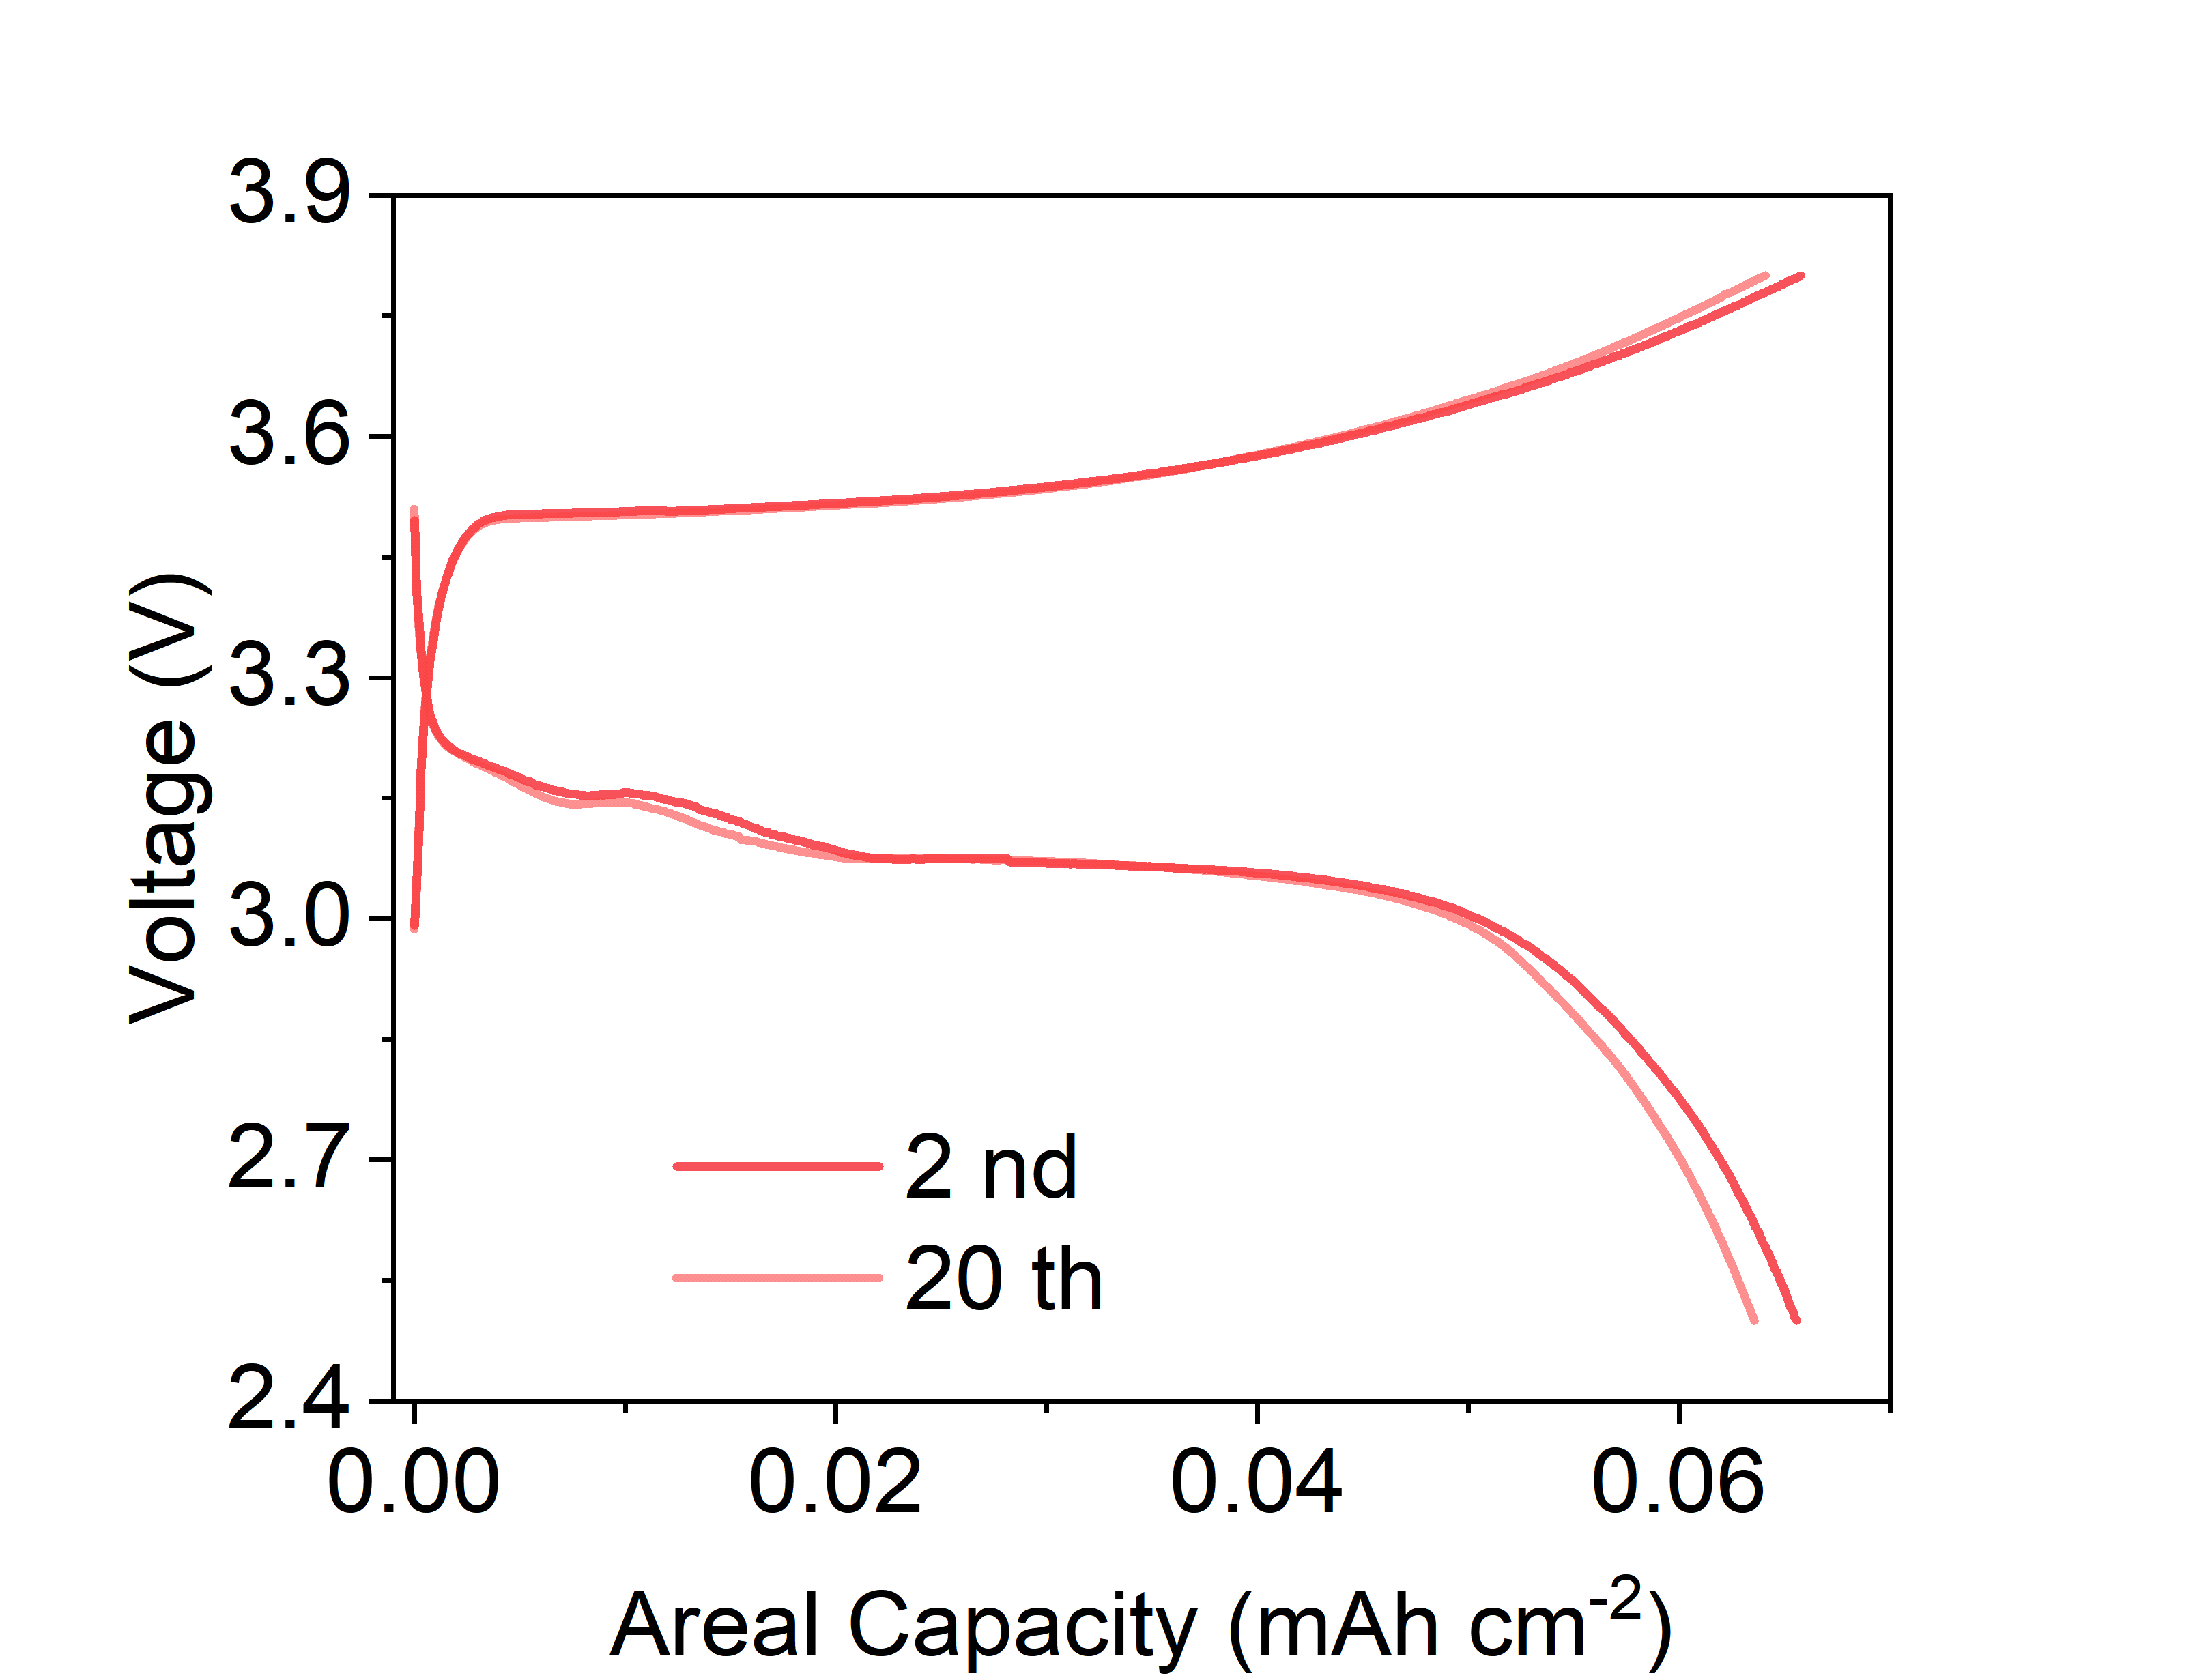 3.9
3.6
3.3
3.0
2.7
2.4
Voltage (V)
2 nd
20 th
0.00 0.02 0.04 0.06
Areal Capacity (mAh cm⁻²)